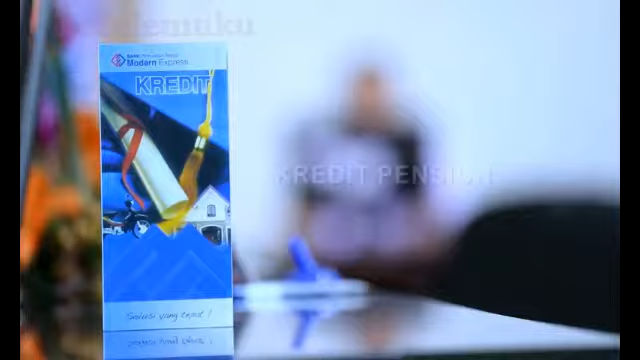 Modern Express
KREDIT
KREDIT PENSIUN
Solusi yang tepat!